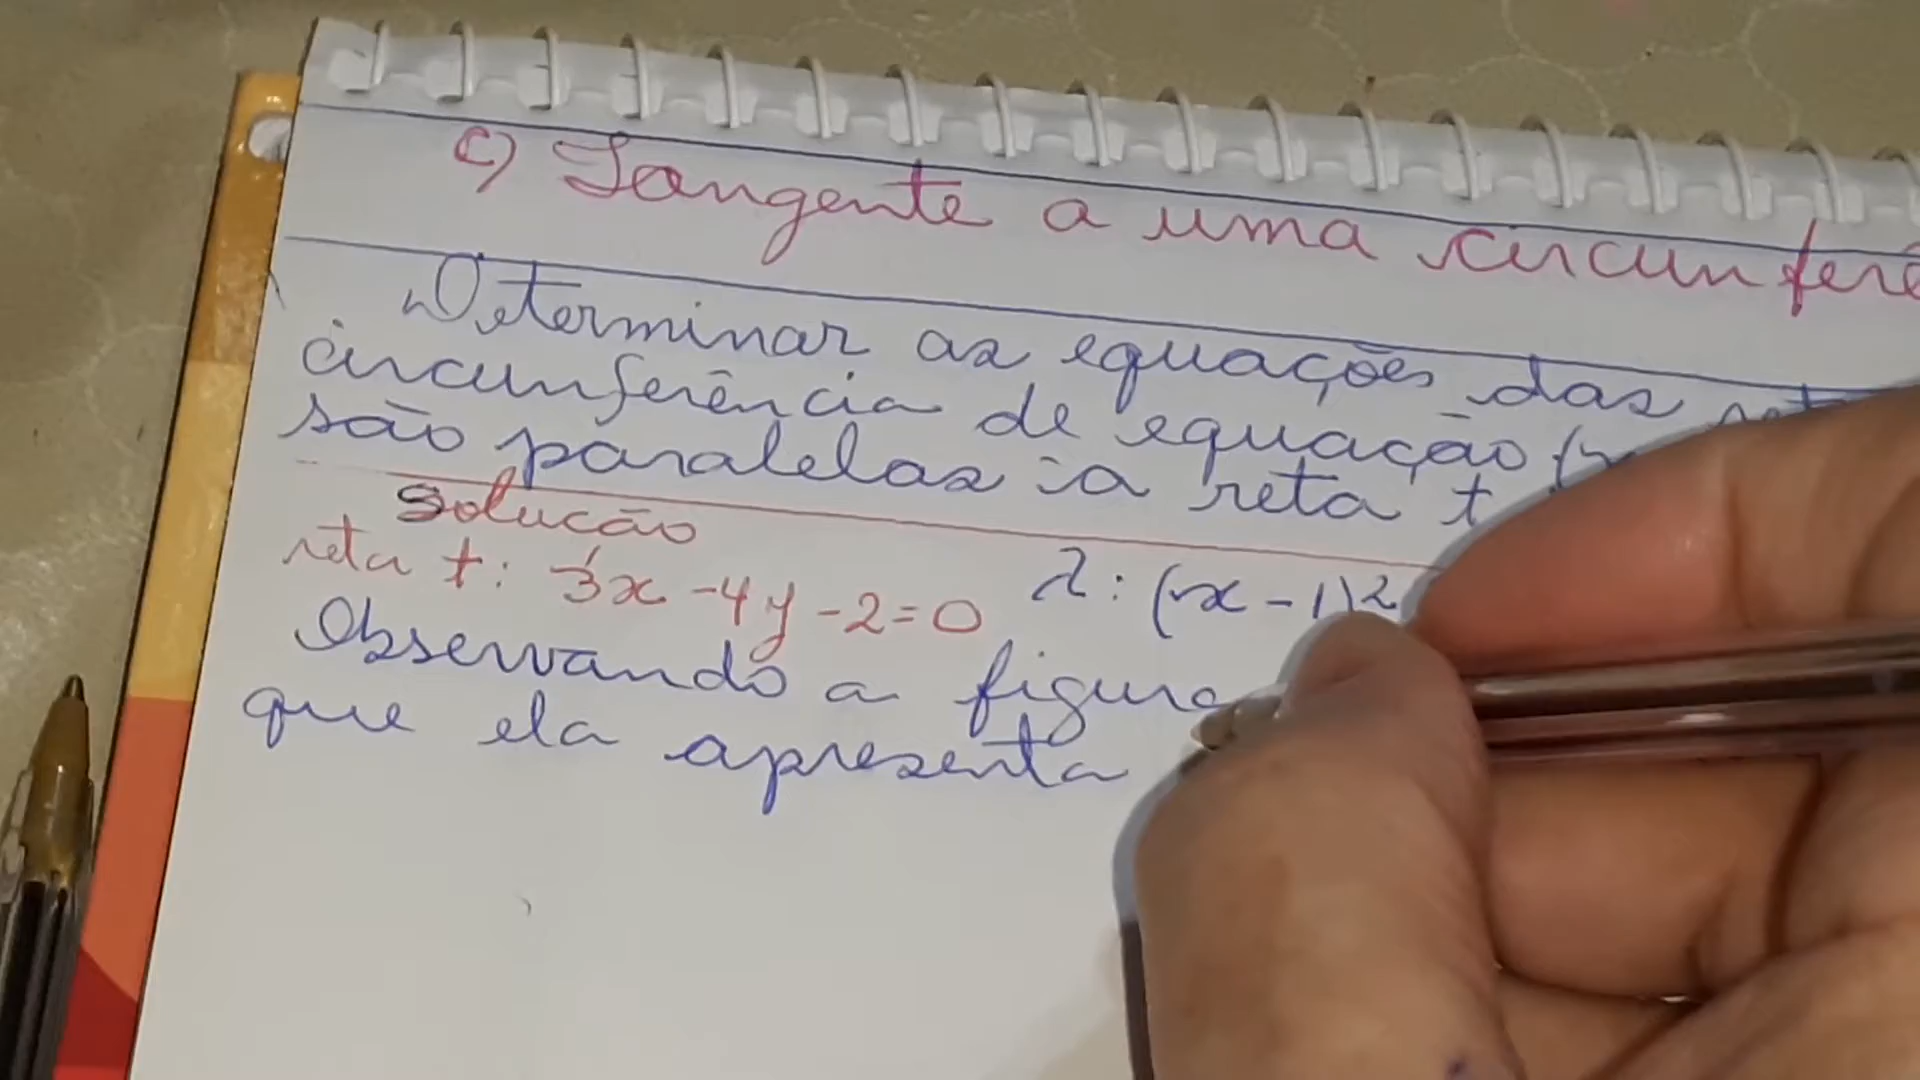 c) Tangente a uma circunferê
Determinar as equações das
circunferência de equação (x
são paralelas à reta t
Solução
reta t: 3x - 4y - 2 = 0 λ: (x - 1)²
Observando a figura
que ela apresenta